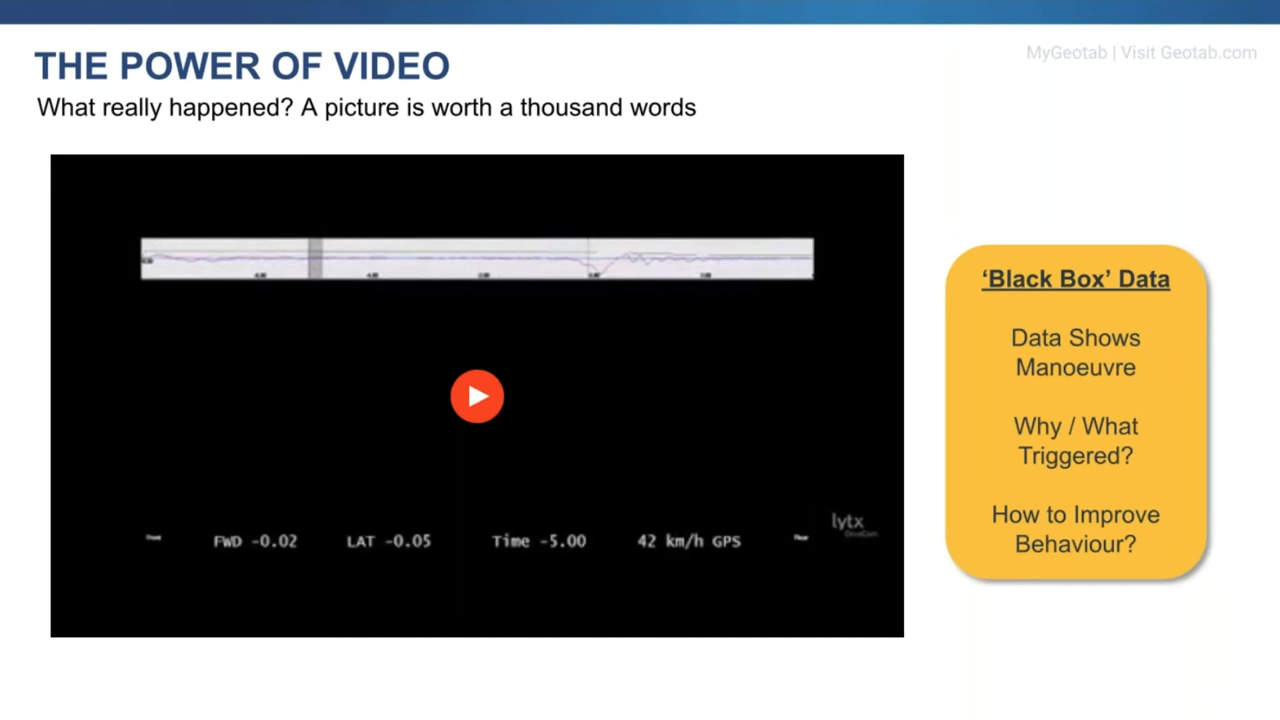 MyGeotab | Visit Geotab.com
THE POWER OF VIDEO
What really happened? A picture is worth a thousand words
‘Black Box’ Data
Data Shows
Manoeuvre
Why / What
Triggered?
How to Improve
Behaviour?
FWD -0.02 LAT -0.05 Time -5.00 42 km/h GPS
lytx